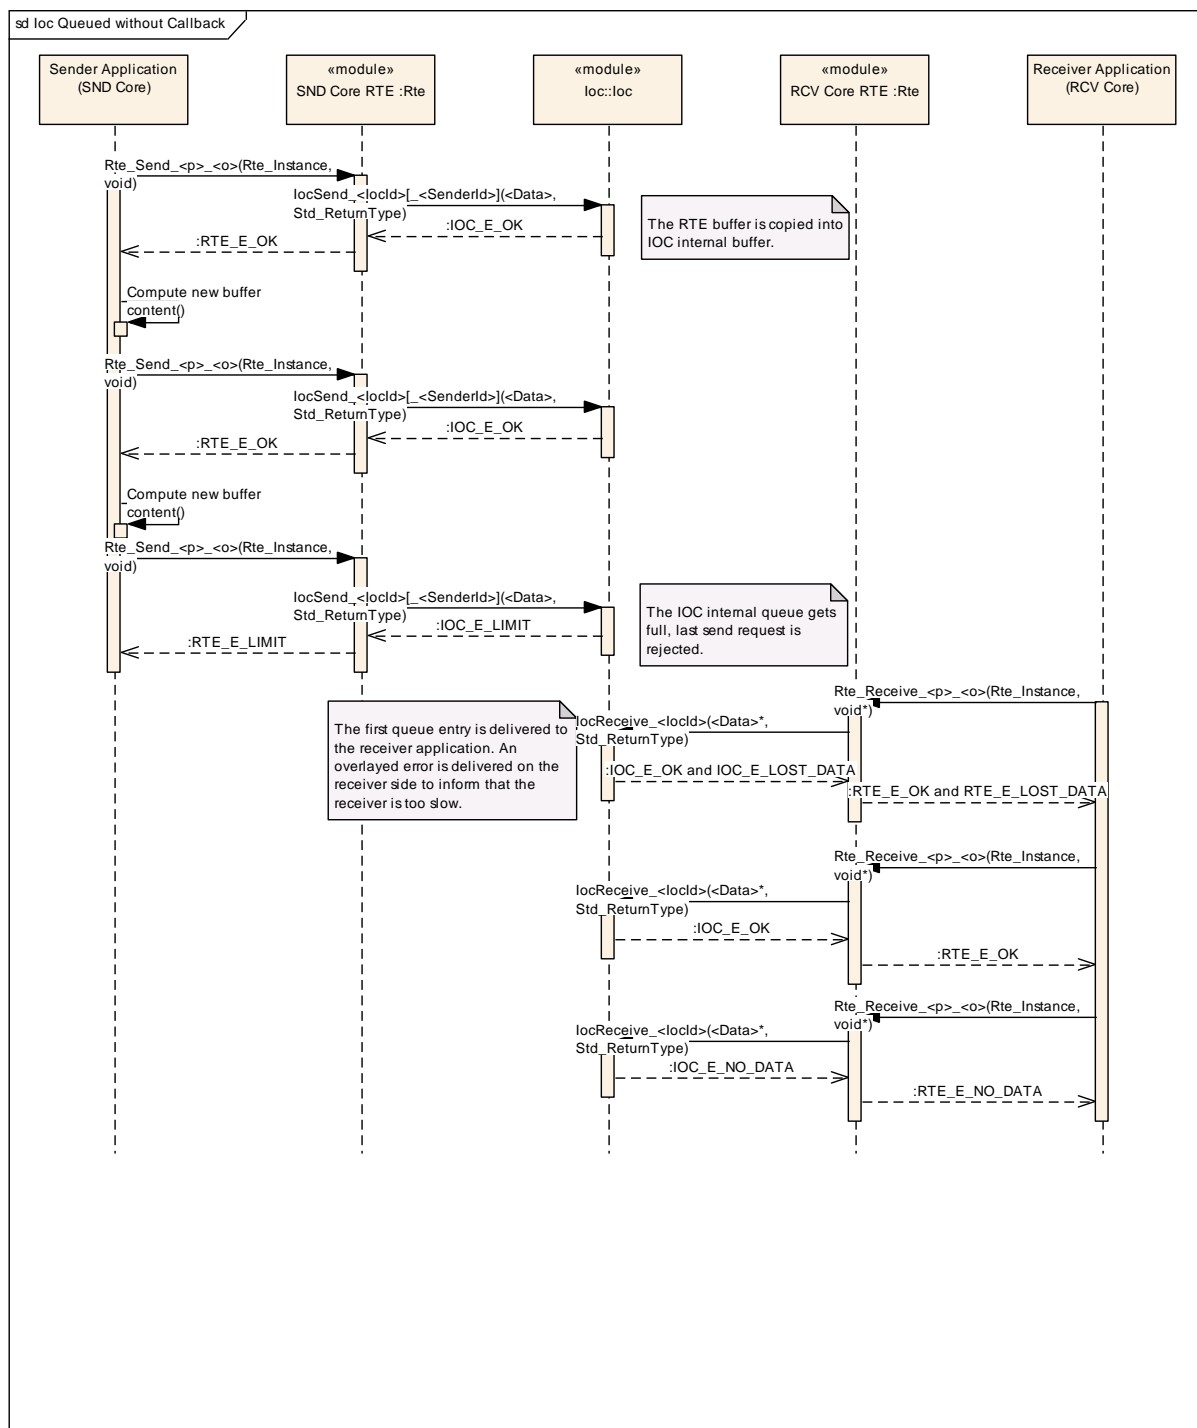 sd Ioc Queued without Callback
Sender Application
(SND Core)
«module»
SND Core RTE :Rte
«module»
Ioc::Ioc
«module»
RCV Core RTE :Rte
Receiver Application
(RCV Core)
Rte_Send_<p>_<o>(Rte_Instance,
void)
IocSend_<IocId>[_<SenderId>](<Data>,
Std_ReturnType)
:IOC_E_OK
:RTE_E_OK
The RTE buffer is copied into
IOC internal buffer.
Compute new buffer
content()
Rte_Send_<p>_<o>(Rte_Instance,
void)
IocSend_<IocId>[_<SenderId>](<Data>,
Std_ReturnType)
:IOC_E_OK
:RTE_E_OK
Compute new buffer
content()
Rte_Send_<p>_<o>(Rte_Instance,
void)
IocSend_<IocId>[_<SenderId>](<Data>,
Std_ReturnType)
:IOC_E_LIMIT
:RTE_E_LIMIT
The IOC internal queue gets
full, last send request is
rejected.
Rte_Receive_<p>_<o>(Rte_Instance,
void*)
IocReceive_<IocId>(<Data>*,
Std_ReturnType)
The first queue entry is delivered to
the receiver application. An
overlayed error is delivered on the
receiver side to inform that the
receiver is too slow.
:IOC_E_OK and IOC_E_LOST_DATA
:RTE_E_OK and RTE_E_LOST_DATA
Rte_Receive_<p>_<o>(Rte_Instance,
void*)
IocReceive_<IocId>(<Data>*,
Std_ReturnType)
:IOC_E_OK
:RTE_E_OK
Rte_Receive_<p>_<o>(Rte_Instance,
void*)
IocReceive_<IocId>(<Data>*,
Std_ReturnType)
:IOC_E_NO_DATA
:RTE_E_NO_DATA